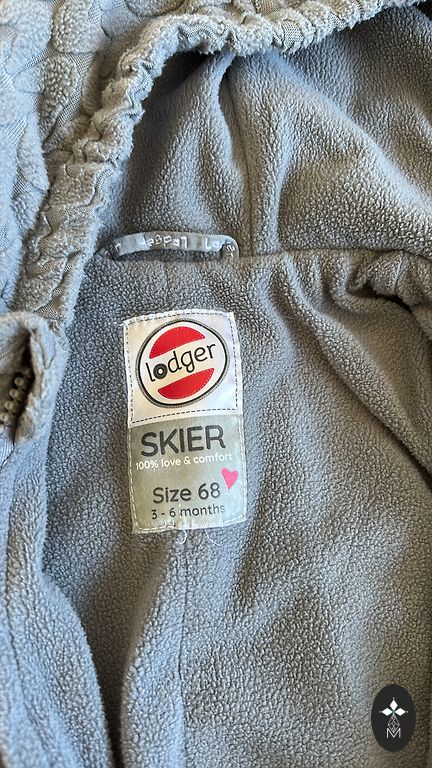 lodger
SKIER
100% love & comfort
Size 68
3 - 6 months
M